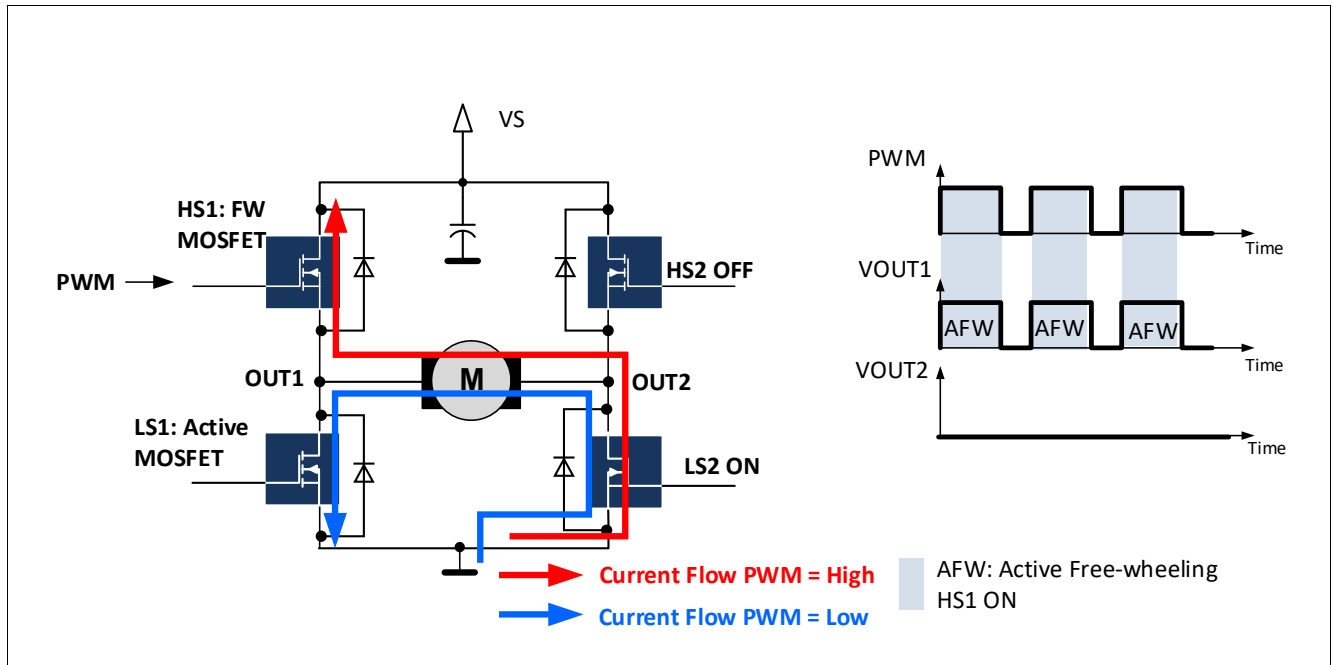 VS
HS1: FW
MOSFET
PWM
HS2 OFF
OUT1
M
OUT2
LS1: Active
MOSFET
LS2 ON
Current Flow PWM = High
Current Flow PWM = Low
PWM
Time
VOUT1
AFW
AFW
AFW
Time
VOUT2
Time
AFW: Active Free-wheeling
HS1 ON